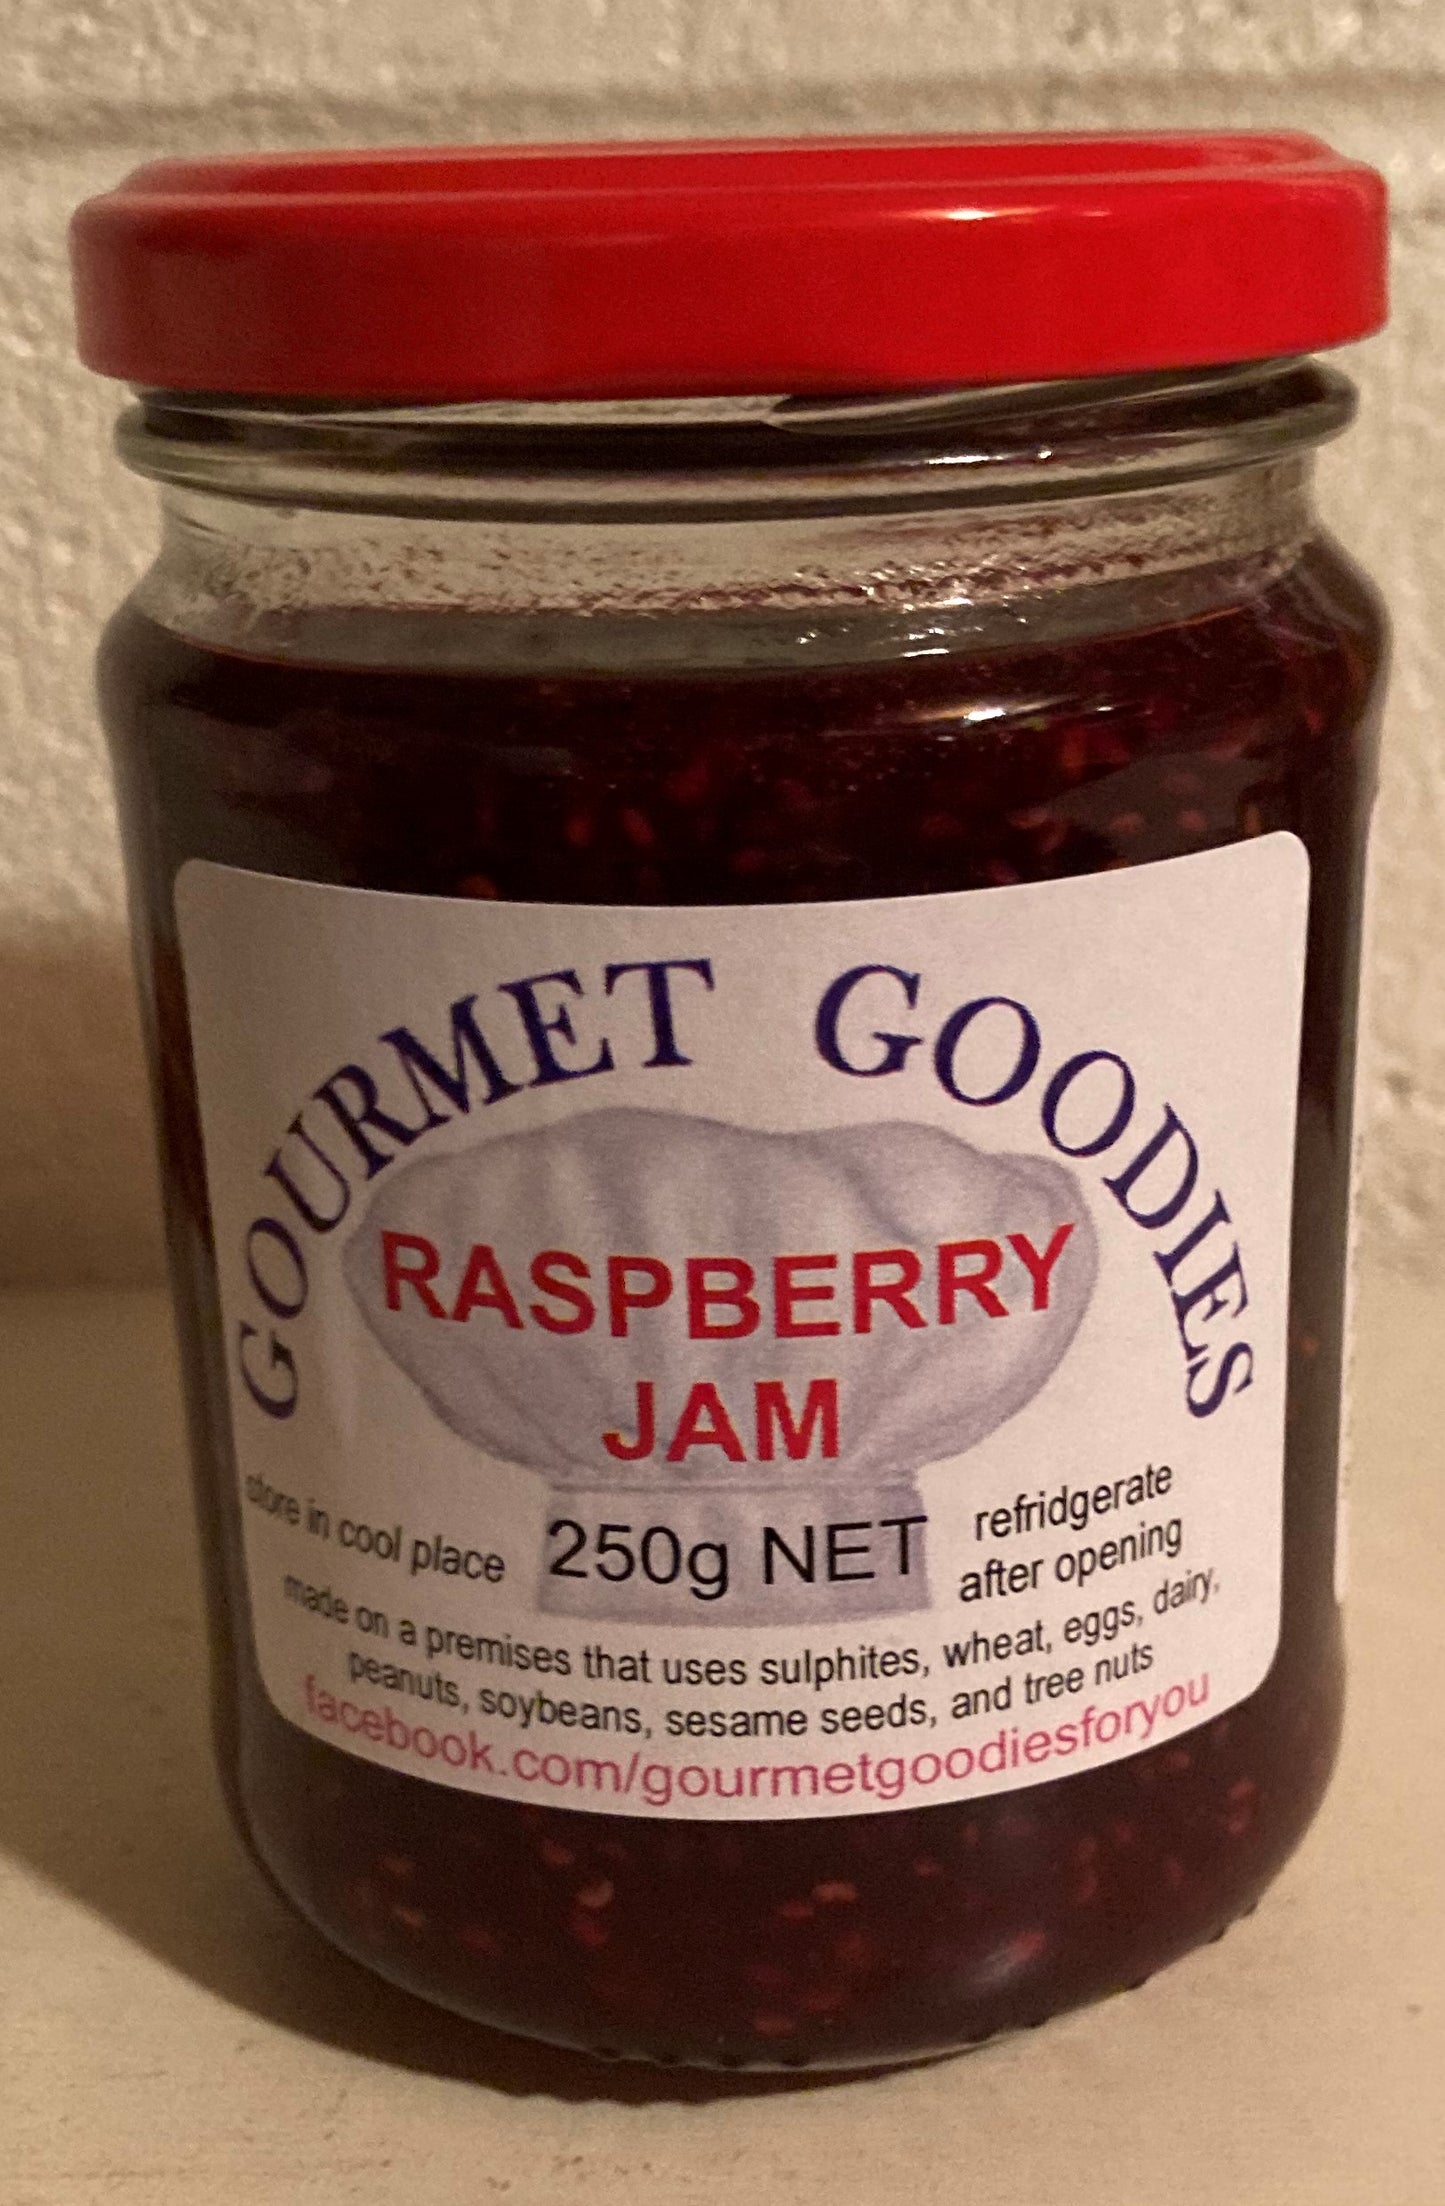 GOURMET GOODIES
RASPBERRY
JAM
store in cool place
250g NET
refridgerate
after opening
made on a premises that uses sulphites, wheat, eggs, dairy,
peanuts, soybeans, sesame seeds, and tree nuts
facebook.com/gourmetgoodiesforyou